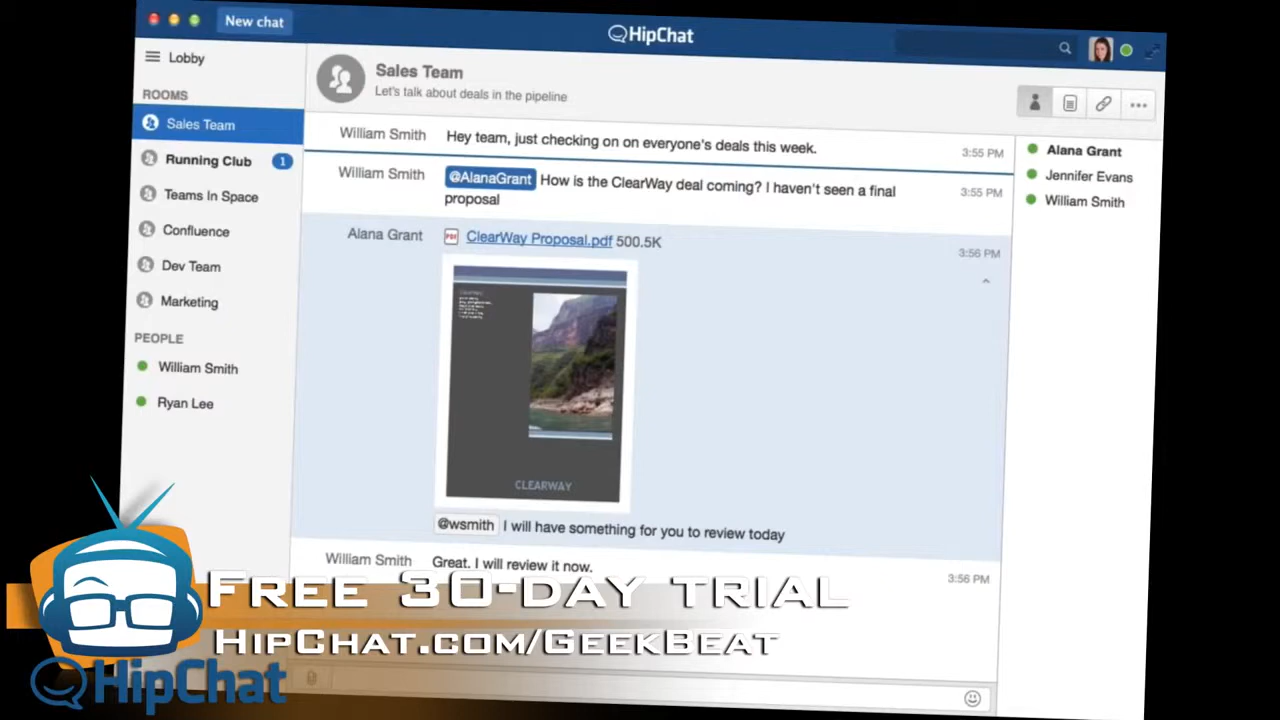 New chat
HipChat
Lobby
ROOMS
Sales Team
Running Club 1
Teams In Space
Confluence
Dev Team
Marketing
PEOPLE
William Smith
Ryan Lee
Sales Team
Let's talk about deals in the pipeline
William Smith Hey team, just checking on on everyone's deals this week. 3:55 PM
William Smith @AlanaGrant How is the ClearWay deal coming? I haven't seen a final 3:55 PM
proposal
Alana Grant PDF ClearWay Proposal.pdf 500.5K 3:56 PM
CLEARWAY
@wsmith I will have something for you to review today
William Smith Great. I will review it now. 3:56 PM
Alana Grant
Jennifer Evans
William Smith
FREE 30-DAY TRIAL
HIPCHAT.COM/GEEKBEAT
HipChat